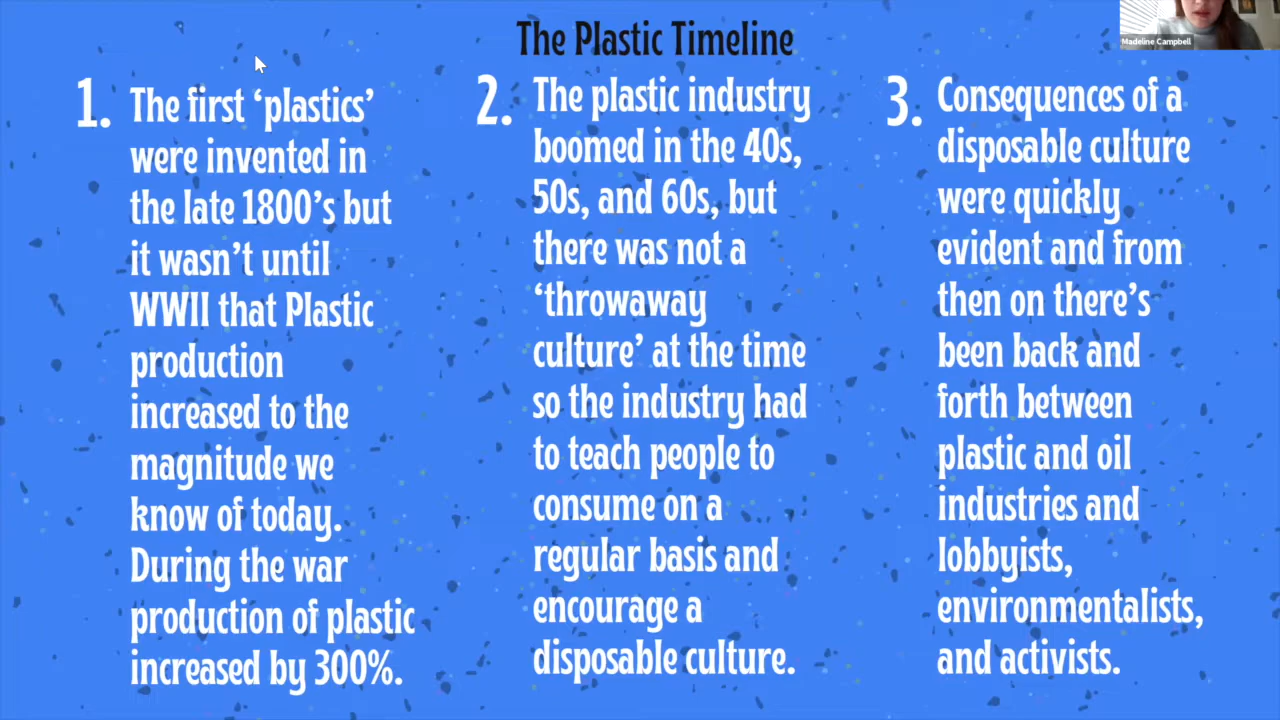 The Plastic Timeline
Madeline Campbell
1. The first ‘plastics’
were invented in
the late 1800’s but
it wasn’t until
WWII that Plastic
production
increased to the
magnitude we
know of today.
During the war
production of plastic
increased by 300%.
2. The plastic industry
boomed in the 40s,
50s, and 60s, but
there was not a
‘throwaway
culture’ at the time
so the industry had
to teach people to
consume on a
regular basis and
encourage a
disposable culture.
3. Consequences of a
disposable culture
were quickly
evident and from
then on there’s
been back and
forth between
plastic and oil
industries and
lobbyists,
environmentalists,
and activists.